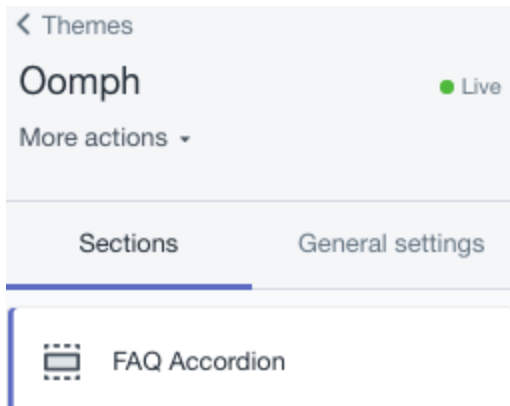 Themes
Oomph
Live
More actions
Sections
General settings
FAQ Accordion